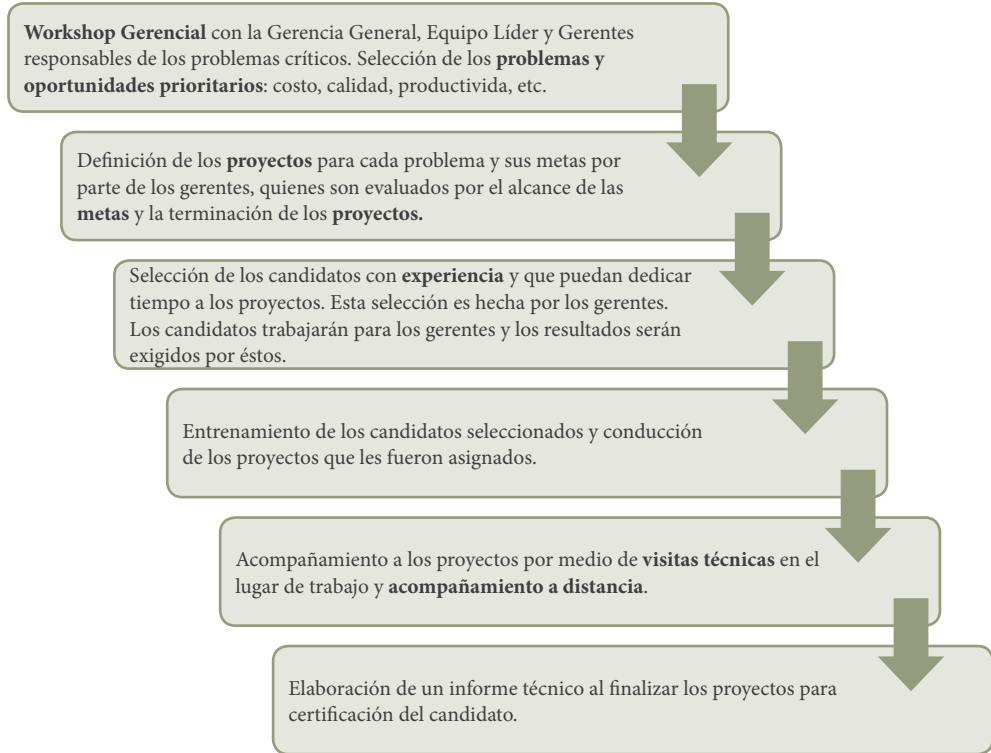 Workshop Gerencial con la Gerencia General, Equipo Líder y Gerentes
responsables de los problemas críticos. Selección de los problemas y
oportunidades prioritarios: costo, calidad, productivida, etc.
Definición de los proyectos para cada problema y sus metas por
parte de los gerentes, quienes son evaluados por el alcance de las
metas y la terminación de los proyectos.
Selección de los candidatos con experiencia y que puedan dedicar
tiempo a los proyectos. Esta selección es hecha por los gerentes.
Los candidatos trabajarán para los gerentes y los resultados serán
exigidos por éstos.
Entrenamiento de los candidatos seleccionados y conducción
de los proyectos que les fueron asignados.
Acompañamiento a los proyectos por medio de visitas técnicas en el
lugar de trabajo y acompañamiento a distancia.
Elaboración de un informe técnico al finalizar los proyectos para
certificación del candidato.